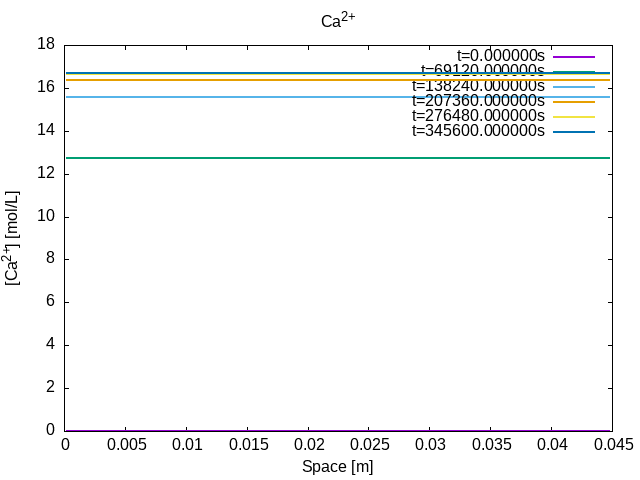 Ca2+
t=0.000000s
t=69120.000000s
t=138240.000000s
t=207360.000000s
t=276480.000000s
t=345600.000000s
18
16
14
12
10
8
6
4
2
0
[Ca2+] [mol/L]
0 0.005 0.01 0.015 0.02 0.025 0.03 0.035 0.04 0.045
Space [m]